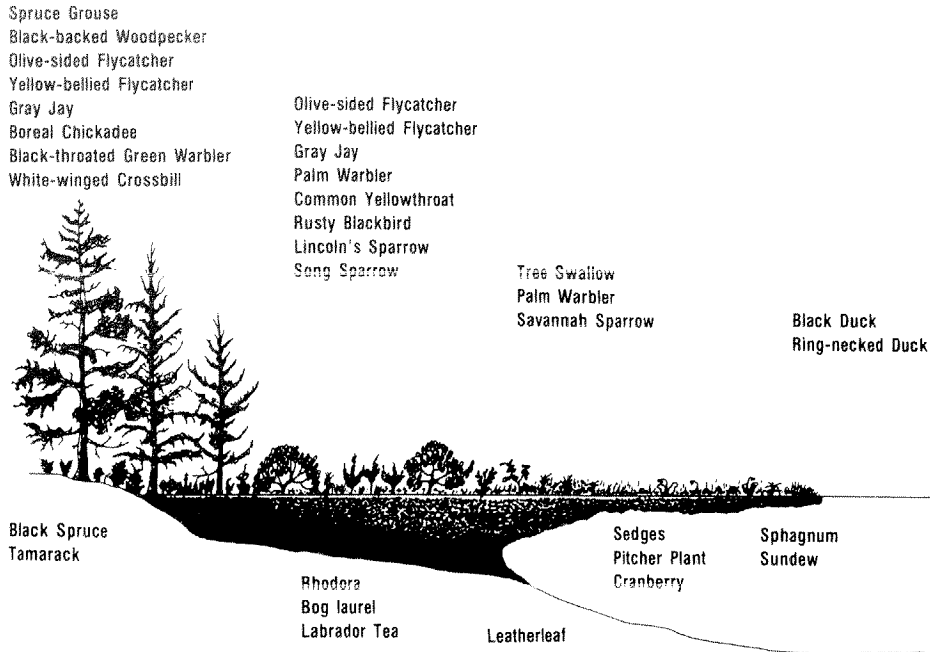 Spruce Grouse
Black-backed Woodpecker
Olive-sided Flycatcher
Yellow-bellied Flycatcher
Gray Jay
Boreal Chickadee
Black-throated Green Warbler
White-winged Crossbill
Olive-sided Flycatcher
Yellow-bellied Flycatcher
Gray Jay
Palm Warbler
Common Yellowthroat
Rusty Blackbird
Lincoln's Sparrow
Song Sparrow
Tree Swallow
Palm Warbler
Savannah Sparrow
Black Duck
Ring-necked Duck
Black Spruce
Tamarack
Rhodora
Bog laurel
Labrador Tea
Leatherleaf
Sedges
Pitcher Plant
Cranberry
Sphagnum
Sundew